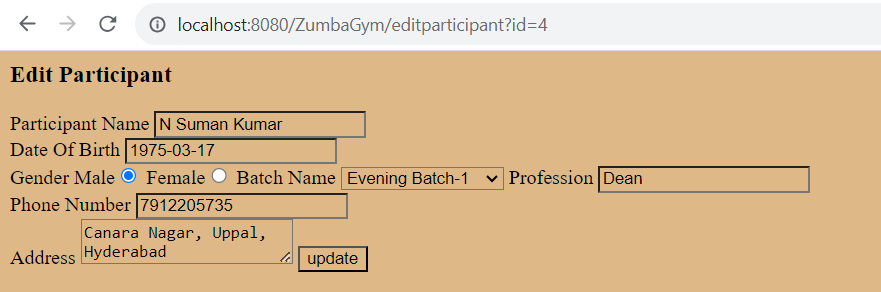 localhost:8080/ZumbaGym/editparticipant?id=4
Edit Participant
Participant Name N Suman Kumar
Date Of Birth 1975-03-17
Gender Male Female Batch Name Evening Batch-1 Profession Dean
Phone Number 7912205735
Address Canara Nagar, Uppal,
Hyderabad
update